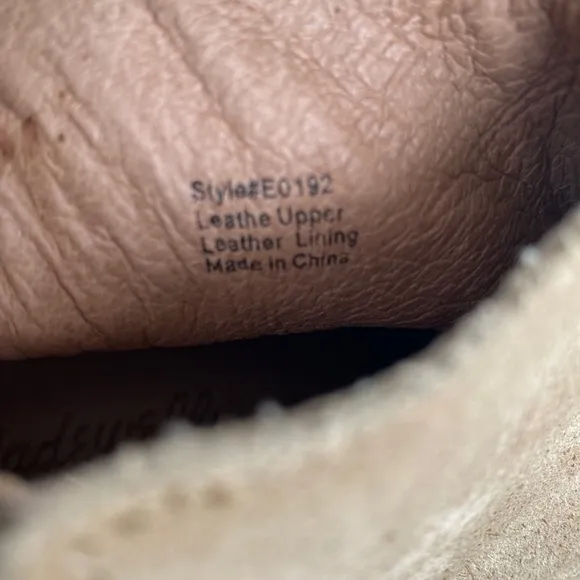 Style#E0192
Leathe Upper
Leather Lining
Made in China